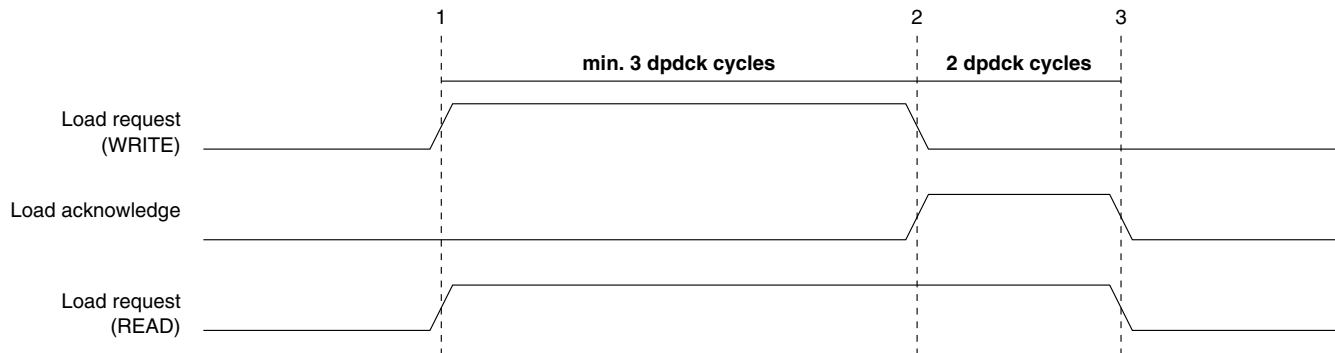 1 2 3
min. 3 dpdck cycles 2 dpdck cycles
Load request
(WRITE)
Load acknowledge
Load request
(READ)